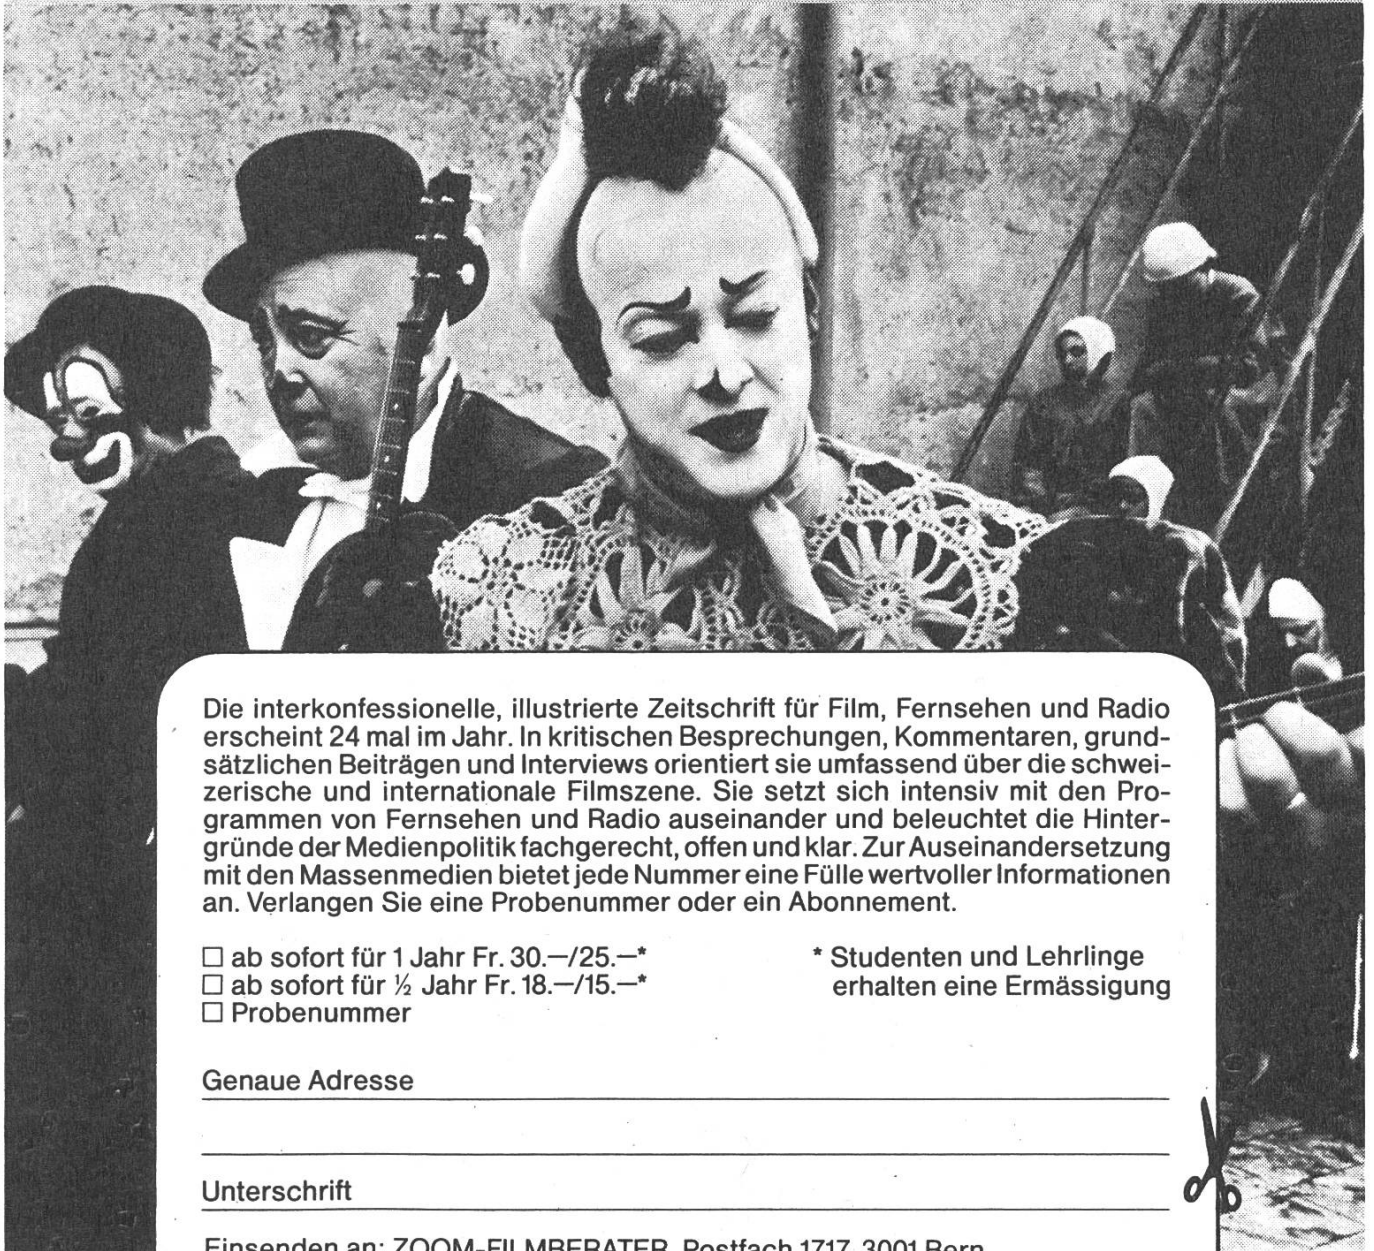 Die interkonfessionelle, illustrierte Zeitschrift für Film, Fernsehen und Radio
erscheint 24 mal im Jahr. In kritischen Besprechungen, Kommentaren, grund-
sätzlichen Beiträgen und Interviews orientiert sie umfassend über die schwei-
zerische und internationale Filmszene. Sie setzt sich intensiv mit den Pro-
grammen von Fernsehen und Radio auseinander und beleuchtet die Hinter-
gründe der Medienpolitik fachgerecht, offen und klar. Zur Auseinandersetzung
mit den Massenmedien bietet jede Nummer eine Fülle wertvoller Informationen
an. Verlangen Sie eine Probenummer oder ein Abonnement.
☐ ab sofort für 1 Jahr Fr. 30.–/25.–*
☐ ab sofort für ½ Jahr Fr. 18.–/15.–*
☐ Probenummer
* Studenten und Lehrlinge
erhalten eine Ermässigung
Genaue Adresse
Unterschrift
Einsenden an: ZOOM-FILMBERATER, Postfach 1717, 3001 Bern